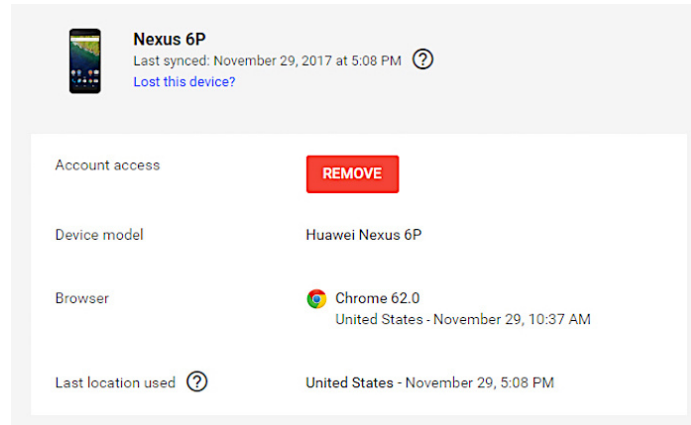 Nexus 6P
Last synced: November 29, 2017 at 5:08 PM ?
Lost this device?
Account access
REMOVE
Device model
Huawei Nexus 6P
Browser
Chrome 62.0
United States - November 29, 10:37 AM
Last location used ?
United States - November 29, 5:08 PM